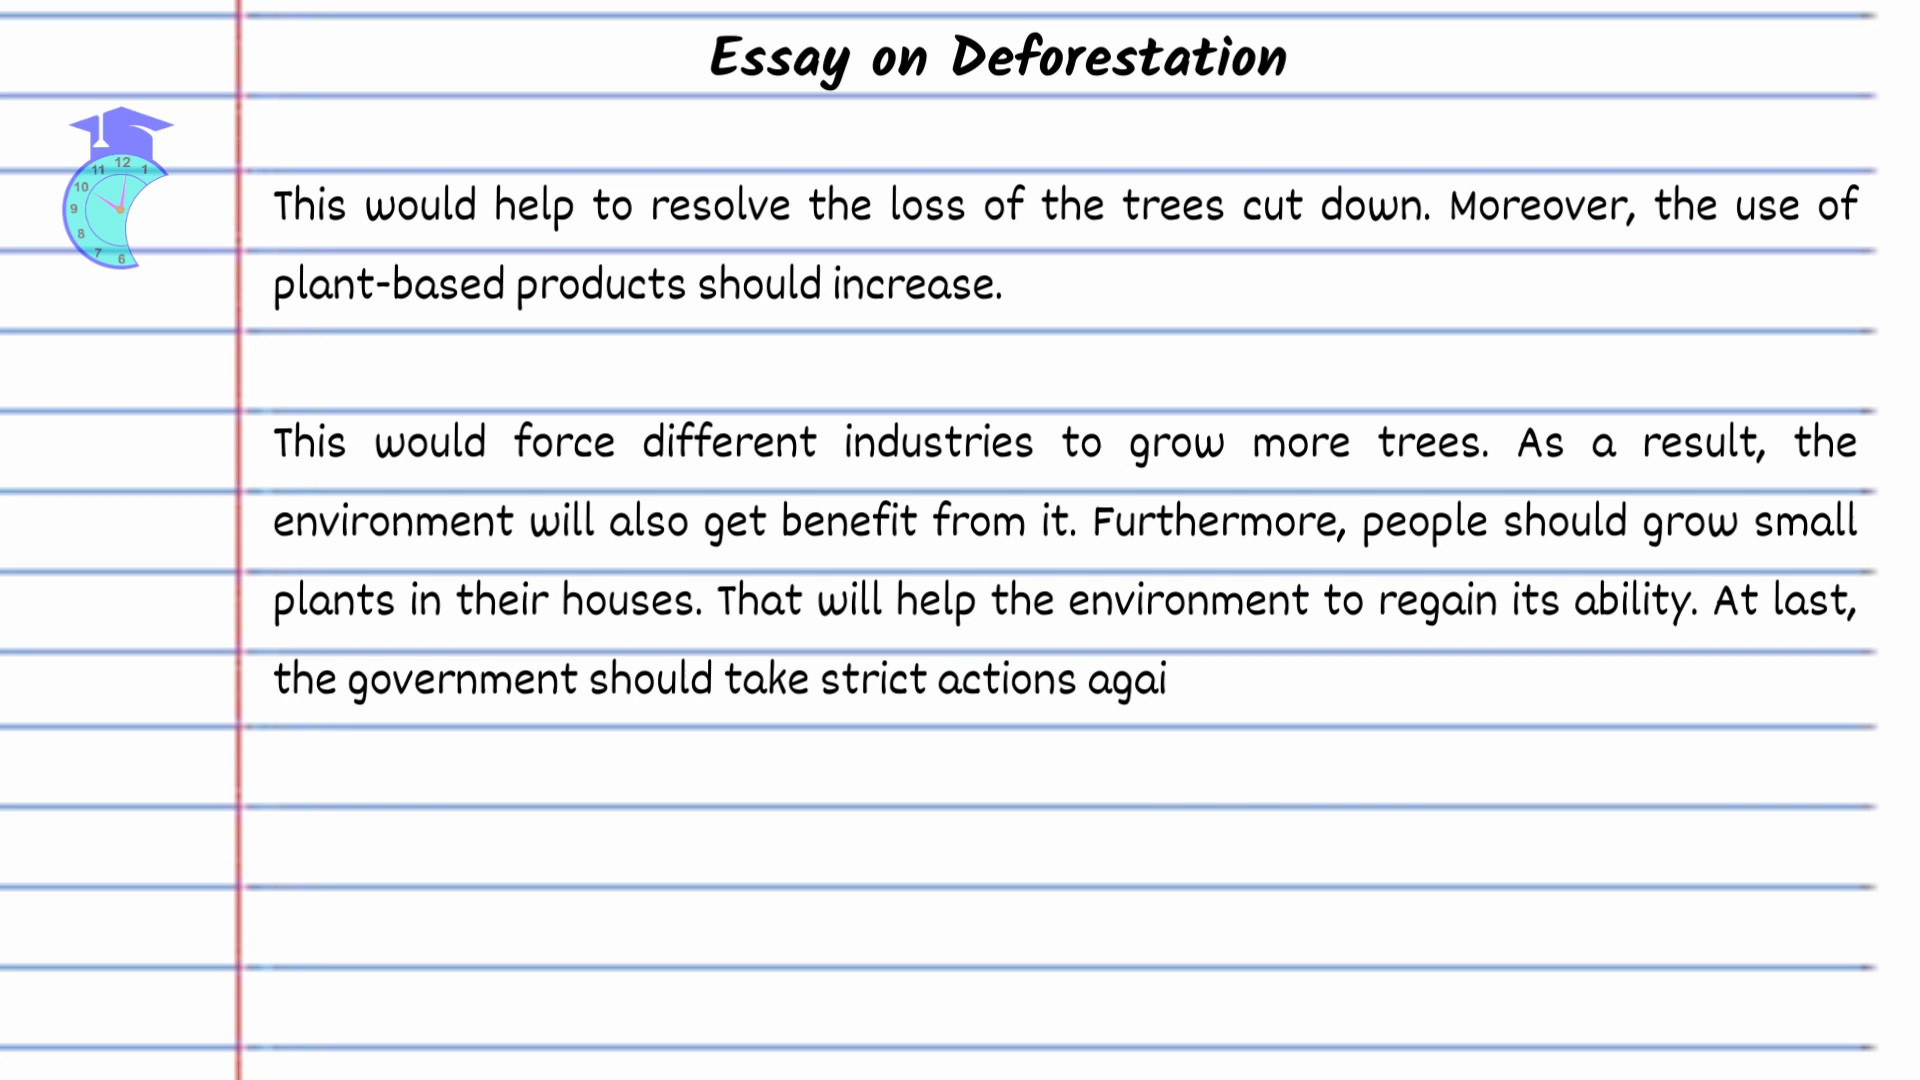 Essay on Deforestation
12
11 1
10
9
8
7
6
This would help to resolve the loss of the trees cut down. Moreover, the use of
plant-based products should increase.
This would force different industries to grow more trees. As a result, the
environment will also get benefit from it. Furthermore, people should grow small
plants in their houses. That will help the environment to regain its ability. At last,
the government should take strict actions agai